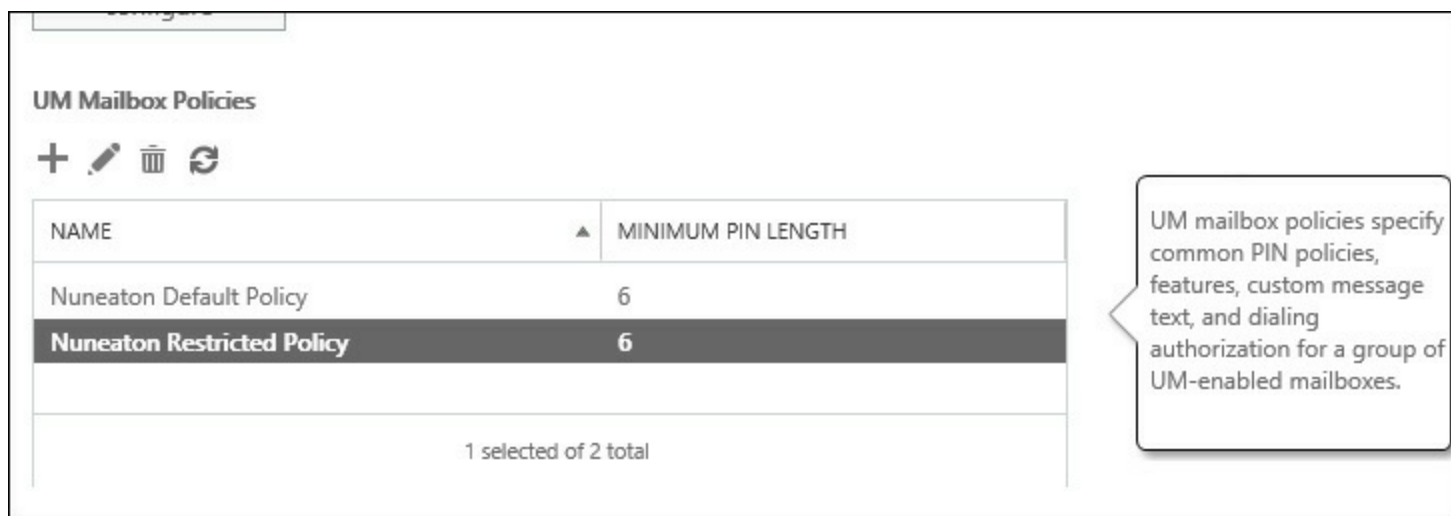 UM Mailbox Policies
NAME MINIMUM PIN LENGTH
Nuneaton Default Policy 6
Nuneaton Restricted Policy 6
1 selected of 2 total
UM mailbox policies specify
common PIN policies,
features, custom message
text, and dialing
authorization for a group of
UM-enabled mailboxes.